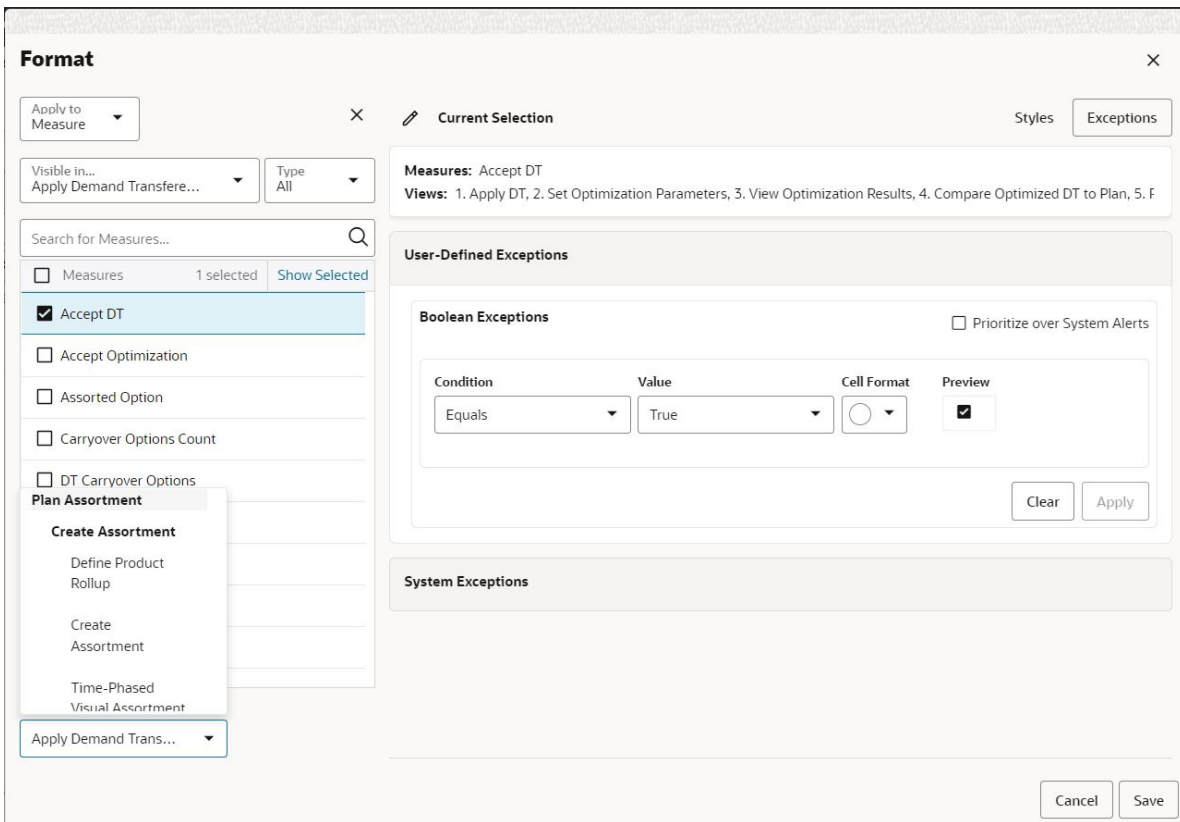 Format
Apply to
Measure
Visible in...
Apply Demand Transfere...
Type
All
Search for Measures...
Measures 1 selected Show Selected
Accept DT
Accept Optimization
Assorted Option
Carryover Options Count
DT Carryover Options
Plan Assortment
Create Assortment
Define Product
Rollup
Create
Assortment
Time-Phased
Visual Assortment
Apply Demand Trans...
Current Selection
Styles
Exceptions
Measures: Accept DT
Views: 1. Apply DT, 2. Set Optimization Parameters, 3. View Optimization Results, 4. Compare Optimized DT to Plan, 5.
User-Defined Exceptions
Boolean Exceptions
Prioritize over System Alerts
Condition Value Cell Format Preview
Equals True
Clear Apply
System Exceptions
Cancel Save